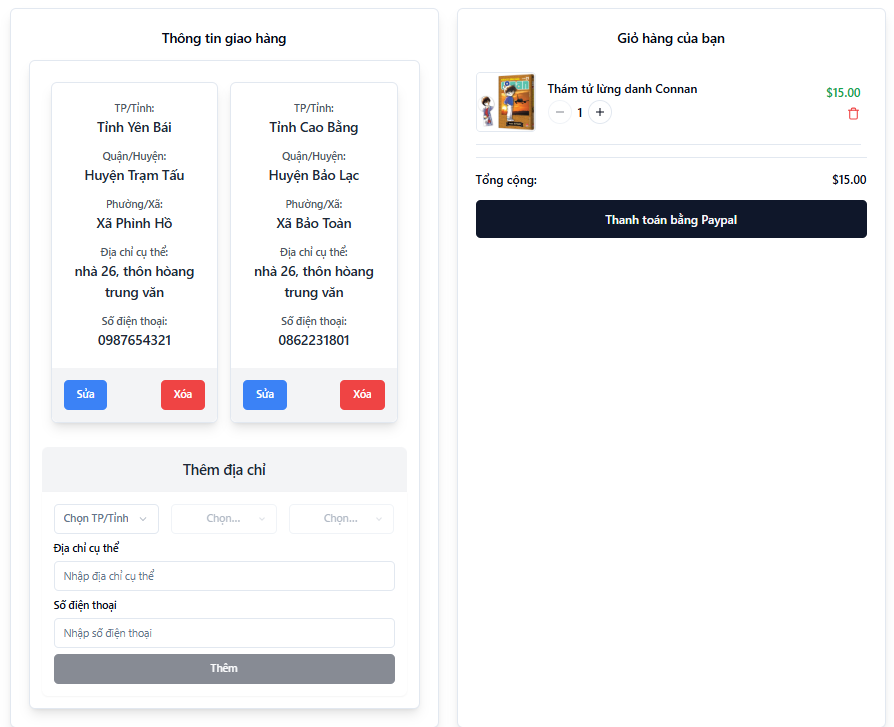 Thông tin giao hàng
TP/Tỉnh:
Tỉnh Yên Bái
Quận/Huyện:
Huyện Trạm Tấu
Phường/Xã:
Xã Phình Hồ
Địa chỉ cụ thể:
nhà 26, thôn hòang
trung văn
Số điện thoại:
0987654321
Sửa
Xóa
TP/Tỉnh:
Tỉnh Cao Bằng
Quận/Huyện:
Huyện Bảo Lạc
Phường/Xã:
Xã Bảo Toàn
Địa chỉ cụ thể:
nhà 26, thôn hòang
trung văn
Số điện thoại:
0862231801
Sửa
Xóa
Thêm địa chỉ
Chọn TP/Tỉnh
Chọn...
Chọn...
Địa chỉ cụ thể
Nhập địa chỉ cụ thể
Số điện thoại
Nhập số điện thoại
Thêm
Giỏ hàng của bạn
Thám tử lừng danh Connan
1
$15.00
Tổng cộng:
$15.00
Thanh toán bằng Paypal